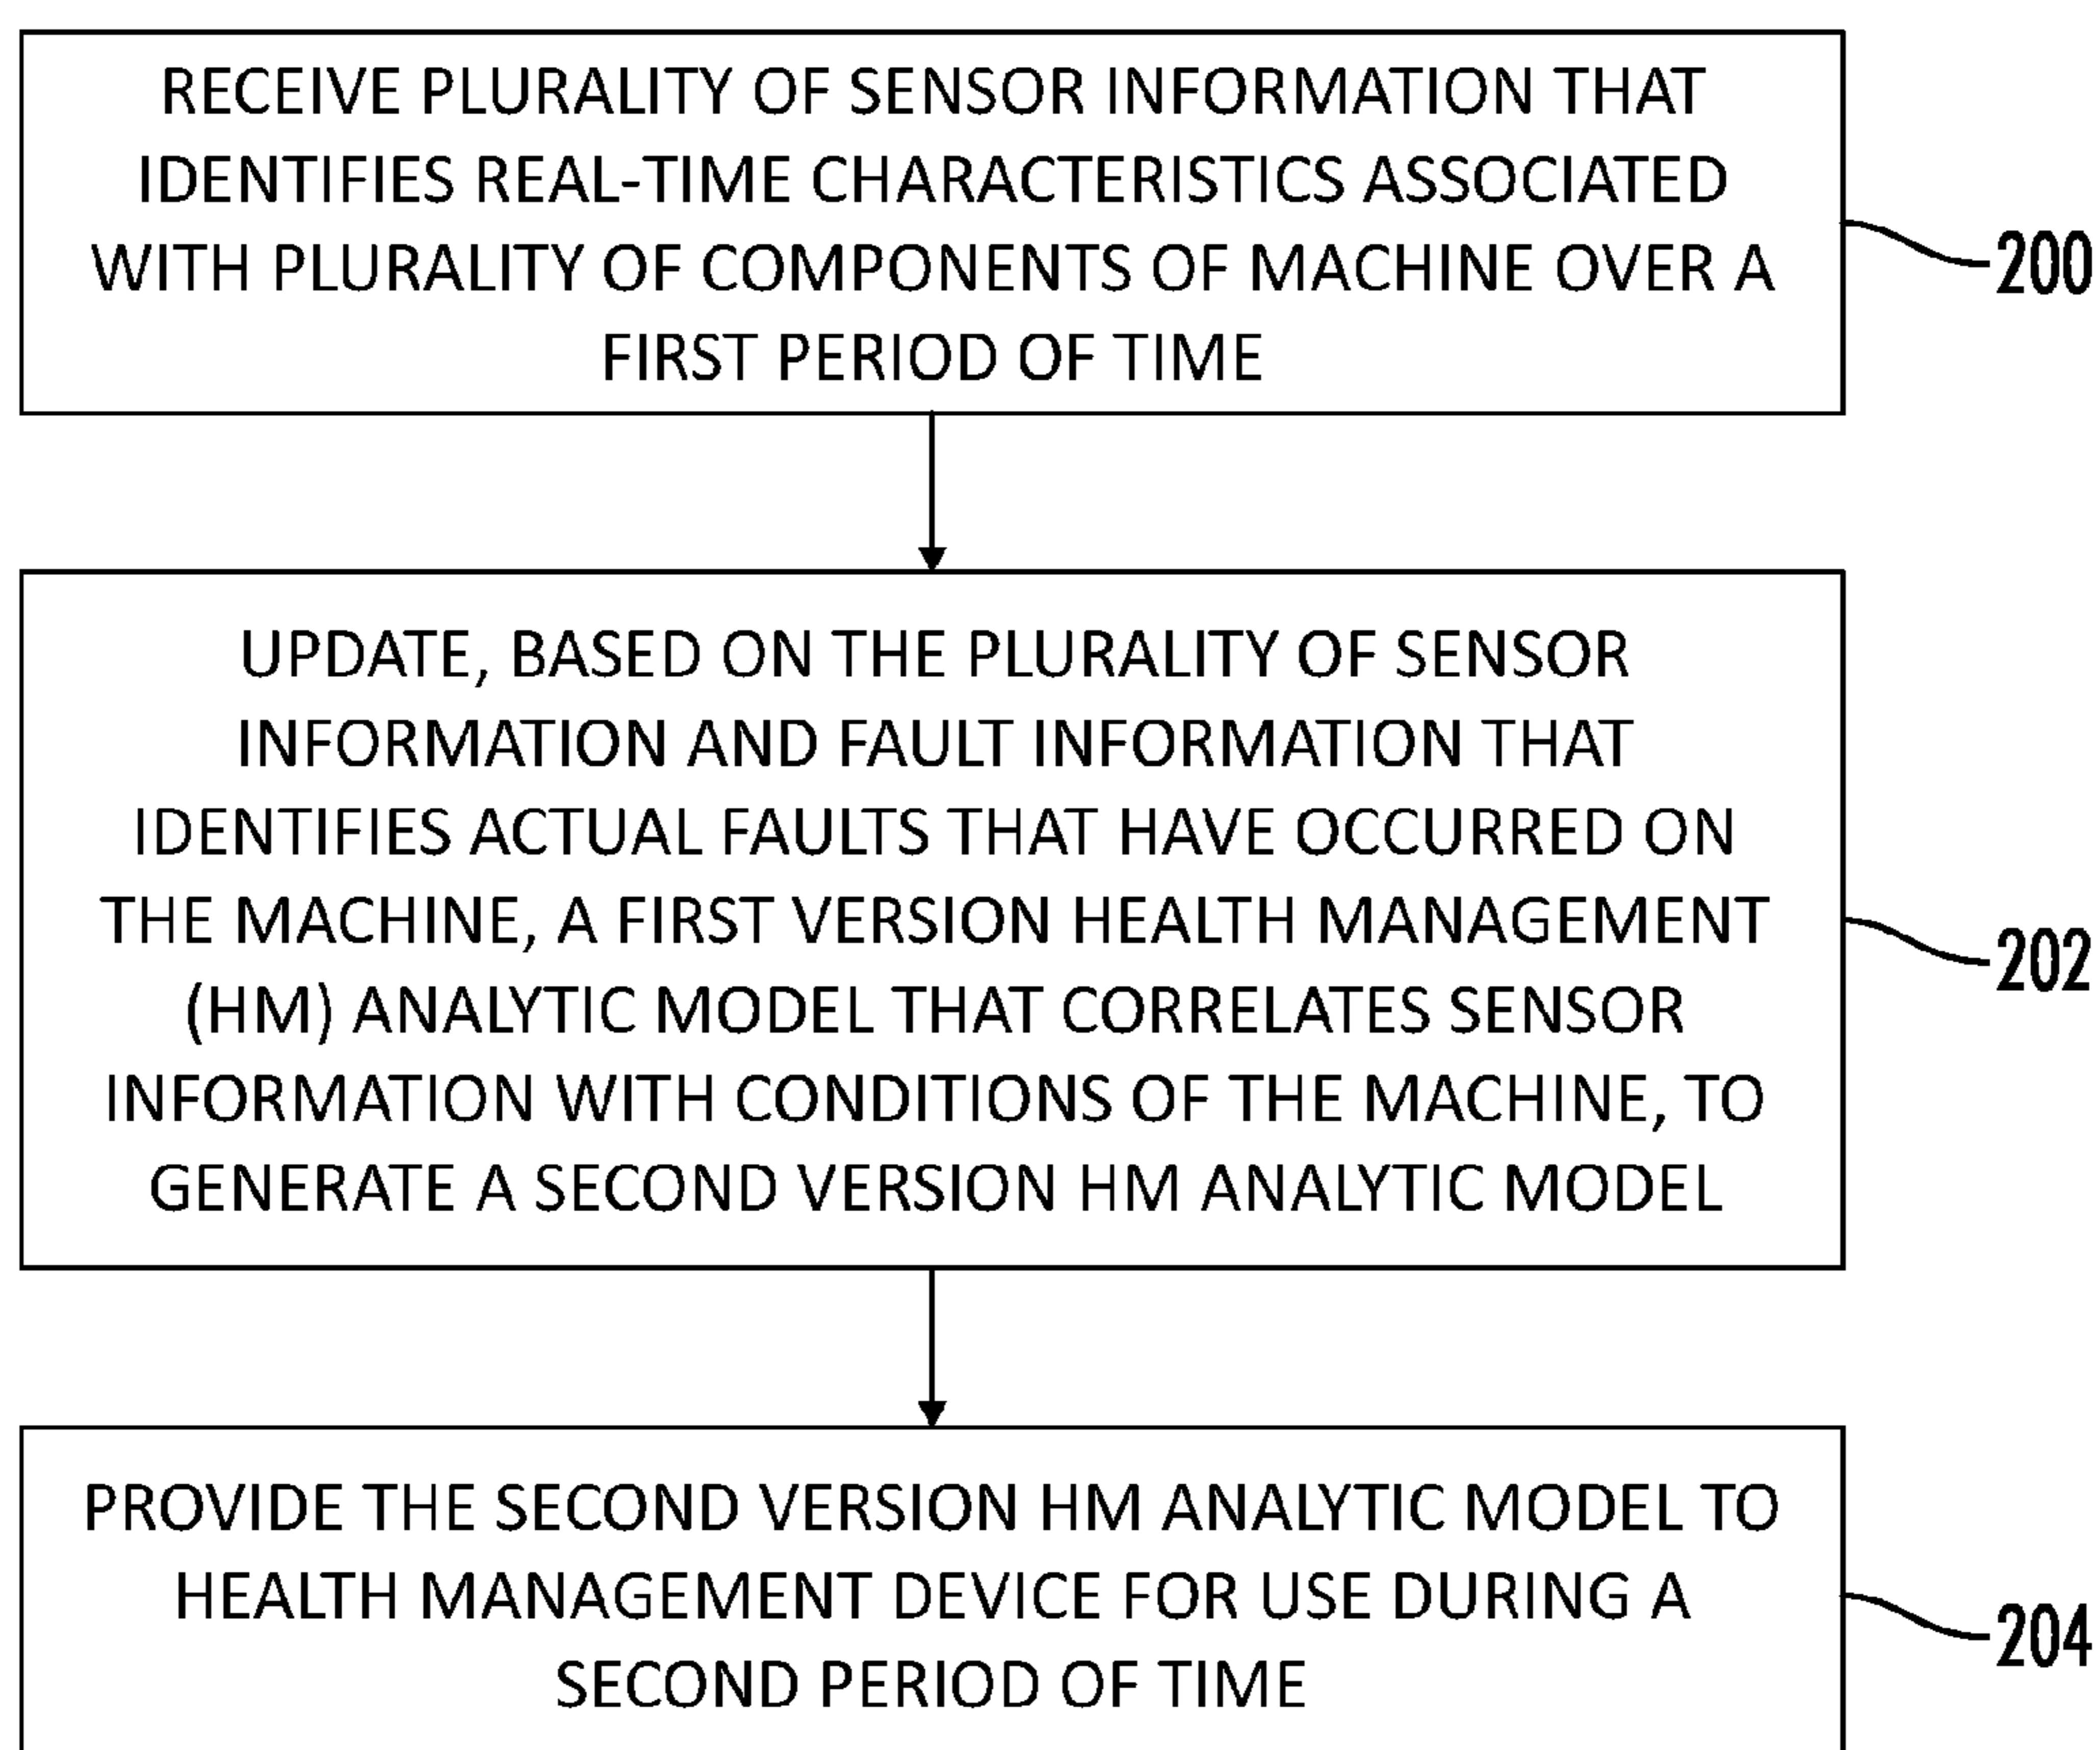 RECEIVE PLURALITY OF SENSOR INFORMATION THAT
IDENTIFIES REAL-TIME CHARACTERISTICS ASSOCIATED
WITH PLURALITY OF COMPONENTS OF MACHINE OVER A
FIRST PERIOD OF TIME
200
UPDATE, BASED ON THE PLURALITY OF SENSOR
INFORMATION AND FAULT INFORMATION THAT
IDENTIFIES ACTUAL FAULTS THAT HAVE OCCURRED ON
THE MACHINE, A FIRST VERSION HEALTH MANAGEMENT
(HM) ANALYTIC MODEL THAT CORRELATES SENSOR
INFORMATION WITH CONDITIONS OF THE MACHINE, TO
GENERATE A SECOND VERSION HM ANALYTIC MODEL
202
PROVIDE THE SECOND VERSION HM ANALYTIC MODEL TO
HEALTH MANAGEMENT DEVICE FOR USE DURING A
SECOND PERIOD OF TIME
204